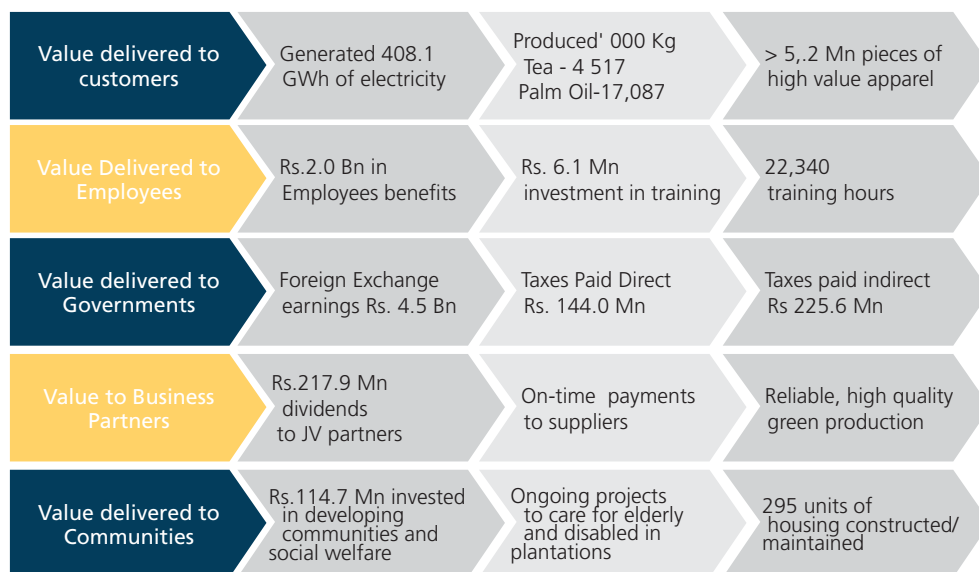 Value delivered to
customers
Generated 408.1
GWh of electricity
Produced' 000 Kg
Tea - 4 517
Palm Oil-17,087
> 5,.2 Mn pieces of
high value apparel
Value Delivered to
Employees
Rs.2.0 Bn in
Employees benefits
Rs. 6.1 Mn
investment in training
22,340
training hours
Value delivered to
Governments
Foreign Exchange
earnings Rs. 4.5 Bn
Taxes Paid Direct
Rs. 144.0 Mn
Taxes paid indirect
Rs 225.6 Mn
Value to Business
Partners
Rs.217.9 Mn
dividends
to JV partners
On-time payments
to suppliers
Reliable, high quality
green production
Value delivered to
Communities
Rs.114.7 Mn invested
in developing
communities and
social welfare
Ongoing projects
to care for elderly
and disabled in
plantations
295 units of
housing constructed/
maintained